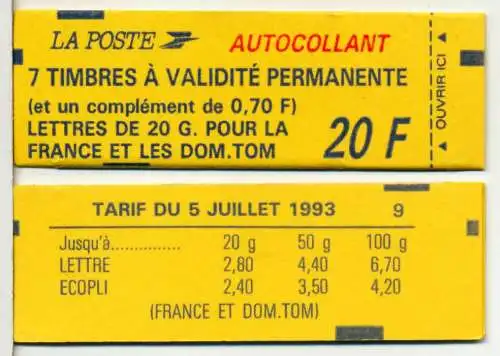 LA POSTE AUTOCOLLANT
7 TIMBRES À VALIDITÉ PERMANENTE
(et un complément de 0,70 F)
LETTRES DE 20 G. POUR LA
FRANCE ET LES DOM.TOM
20 F
▲ OUVRIR ICI ▲
TARIF DU 5 JUILLET 1993 9
Jusqu'à.............. 20 g 50 g 100 g
LETTRE 2,80 4,40 6,70
ECOPLI 2,40 3,50 4,20
(FRANCE ET DOM.TOM)